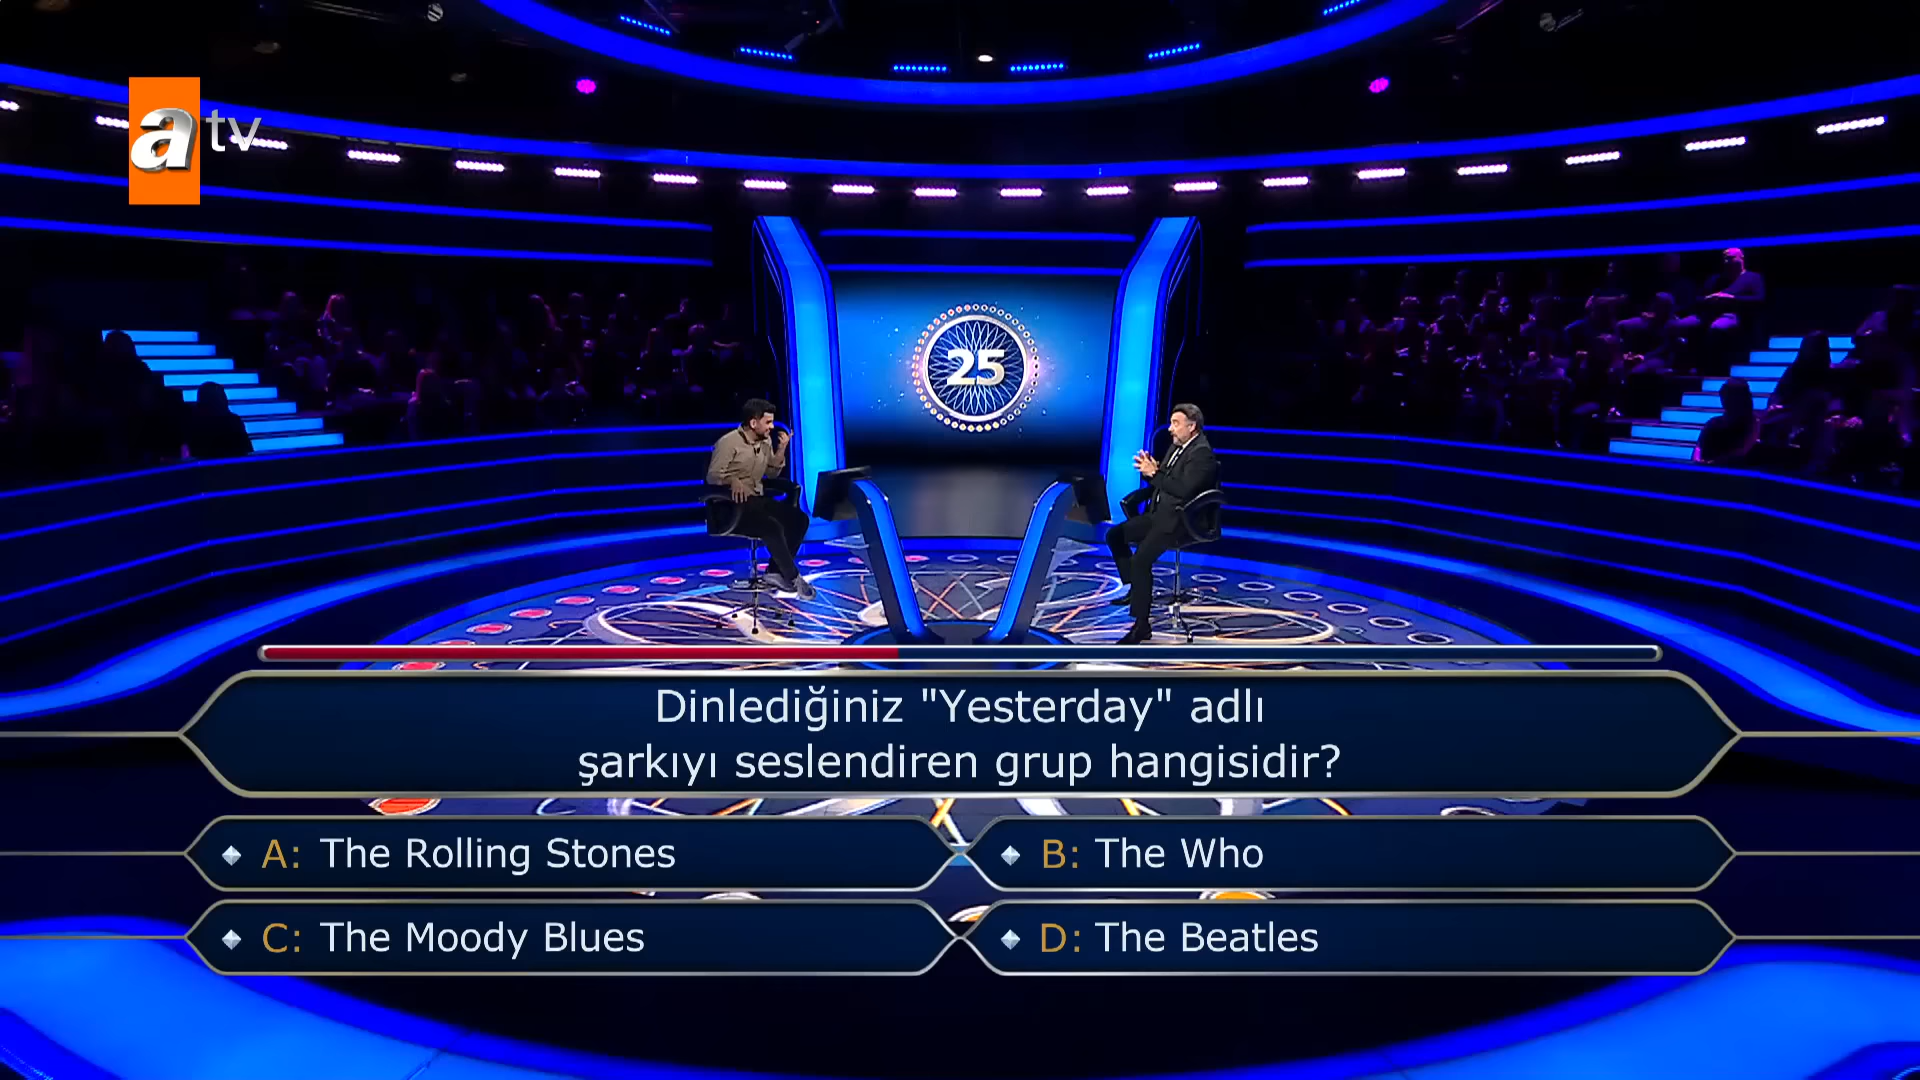 atv
25
Dinlediğiniz "Yesterday" adlı
şarkıyı seslendiren grup hangisidir?
A: The Rolling Stones
B: The Who
C: The Moody Blues
D: The Beatles